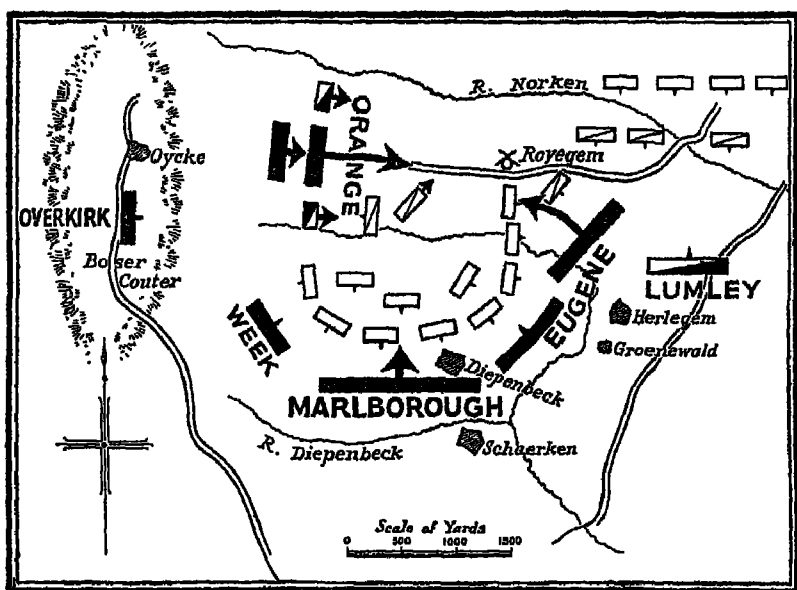 R. Norken
ORAINGE
Oycke
Royegem
OVERKIRK
Boser
Couter
EUGENE
LUMLEY
WEEK
Herlegem
Groenewald
Diepenbeck
MARLBOROUGH
R. Diepenbeck
Schaerken
Scale of Yards
0 500 1000 1500